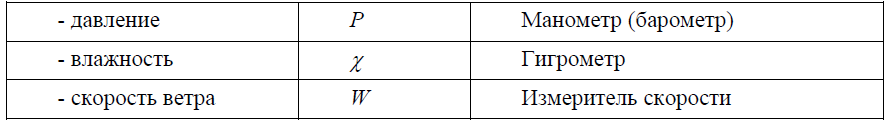 - давление P Манометр (барометр)
- влажность χ Гигрометр
- скорость ветра W Измеритель скорости